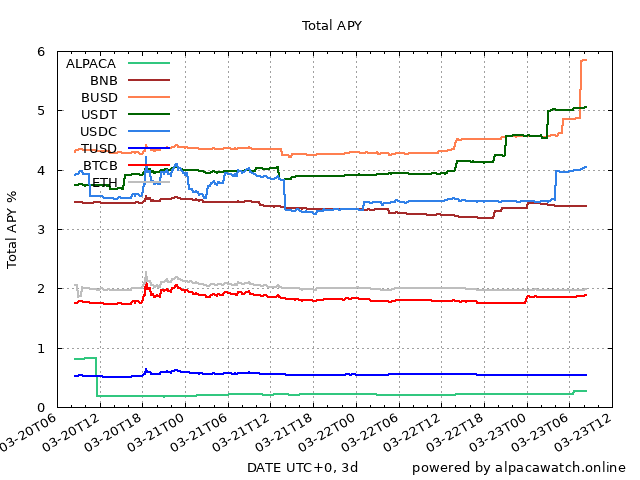 Total APY
Total APY %
6
5
4
3
2
1
0
ALPACA
BNB
BUSD
USDT
USDC
TUSD
BTCB
ETH
03-20T06
03-20T12
03-20T18
03-21T00
03-21T06
03-21T12
03-21T18
03-22T00
03-22T06
03-22T12
03-22T18
03-23T00
03-23T06
03-23T12
DATE UTC+0, 3d
powered by alpacawatch.online